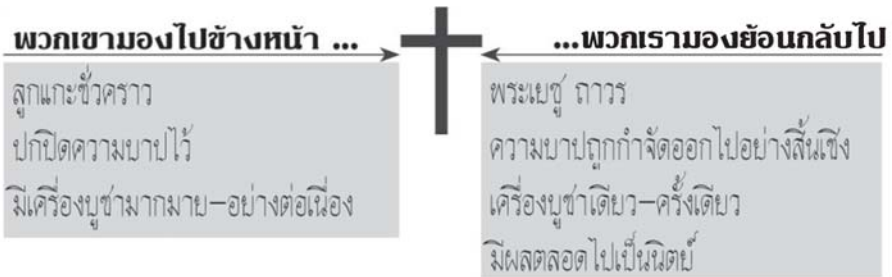 พวกเขามองไปข้างหน้า ...
ลูกแกะชั่วคราว
ปกปิดความบาปไว้
มีเครื่องบูชามากมาย–อย่างต่อเนื่อง
...พวกเรามองย้อนกลับไป
พระเยซู ถาวร
ความบาปถูกกำจัดออกไปอย่างสิ้นเชิง
เครื่องบูชาเดียว–ครั้งเดียว
มีผลตลอดไปเป็นนิตย์